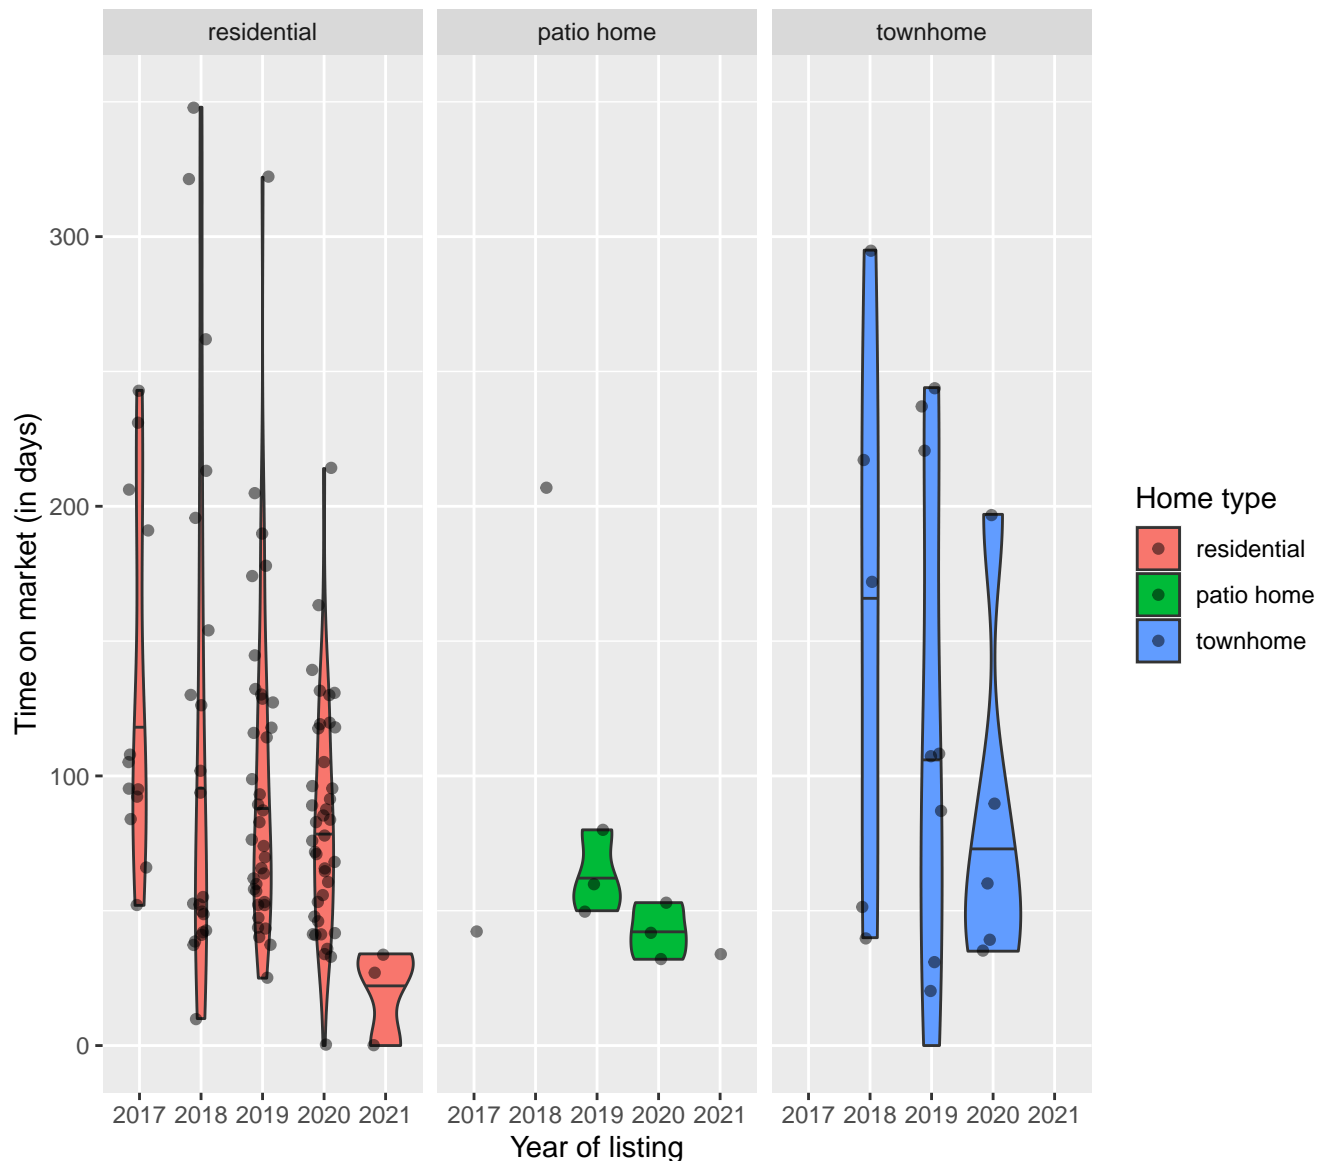 residential
patio home
townhome
Time on market (in days)
300
200
100
0
2017 2018 2019 2020 2021
2017 2018 2019 2020 2021
2017 2018 2019 2020 2021
Year of listing
Home type
residential
patio home
townhome